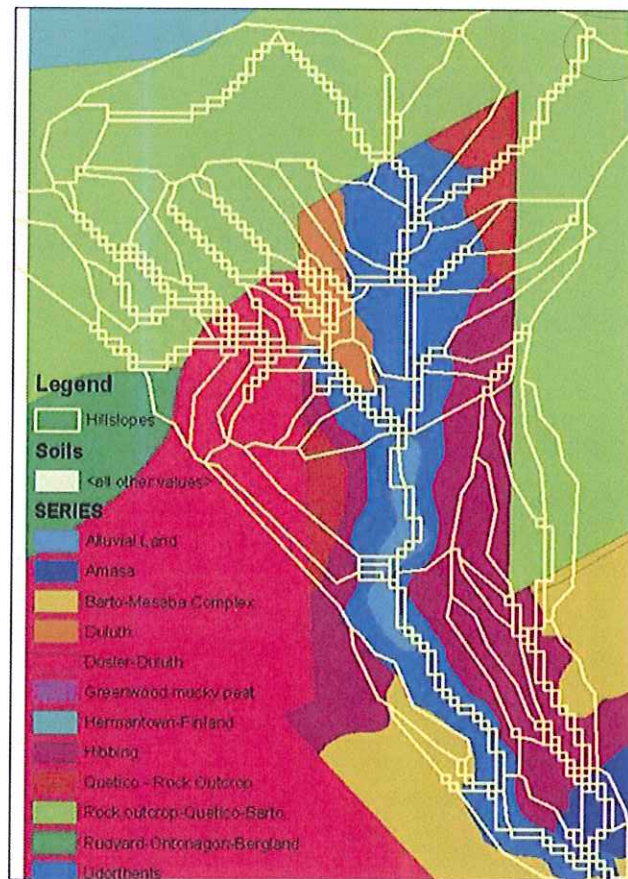 Legend
Hillslopes
Soils
<all other values>
SERIES
Alluvial Land
Amasa
Barto-Mesaba Complex
Duluth
Dusler-Duluth
Greenwood mucky peat
Hermantown-Finland
Hibbing
Quetico - Rock Outcrop
Rock outcrop-Quetico-Barto
Rudyard-Ontonagon-Bergland
Udorthents